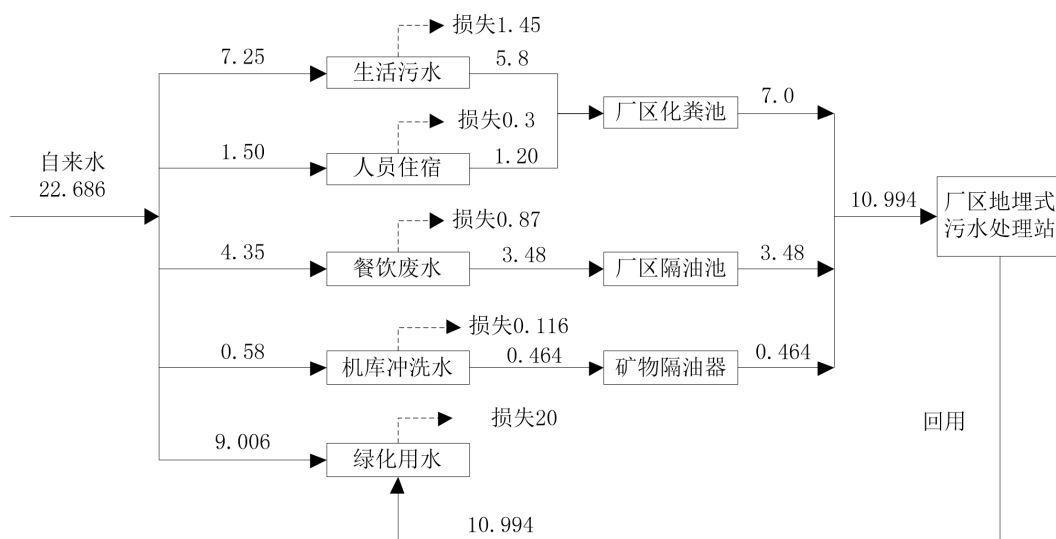 损失1.45
7.25
生活污水
5.8
厂区化粪池
7.0
损失0.3
1.50
人员住宿
1.20
自来水
22.686
10.994
厂区地埋式
污水处理站
损失0.87
4.35
餐饮废水
3.48
厂区隔油池
3.48
损失0.116
0.58
机库冲洗水
0.464
矿物隔油器
0.464
损失20
回用
9.006
绿化用水
10.994